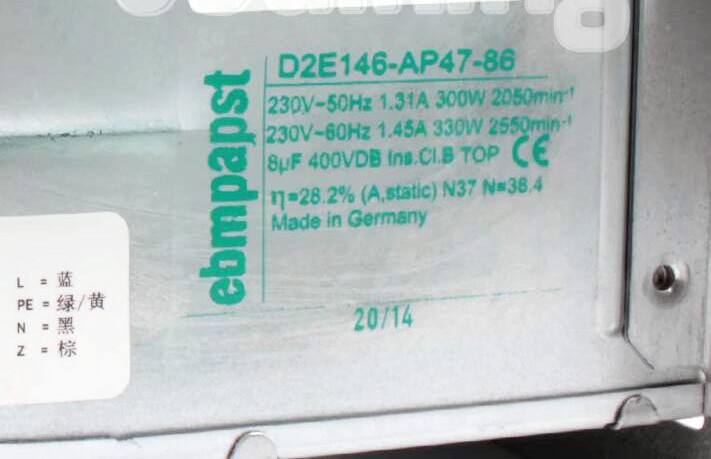 ebmpapst
D2E146-AP47-86
230V~50Hz 1.31A 300W 2050min⁻¹
230V~60Hz 1.45A 330W 2550min⁻¹
8µF 400VDB Ins.Cl.B TOP CE
η=28.2% (A,static) N37 N=38.4
Made in Germany
20/14
L = 蓝
PE = 绿/黄
N = 黑
Z = 棕